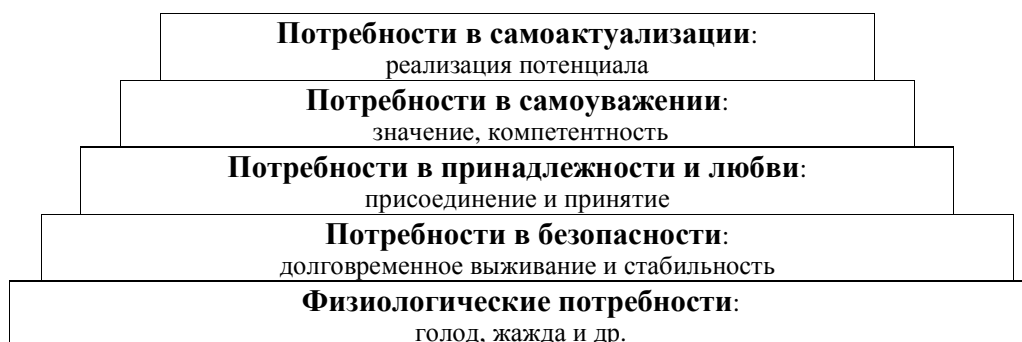 Потребности в самоактуализации:
реализация потенциала
Потребности в самоуважении:
значение, компетентность
Потребности в принадлежности и любви:
присоединение и принятие
Потребности в безопасности:
долговременное выживание и стабильность
Физиологические потребности:
голод, жажда и др.